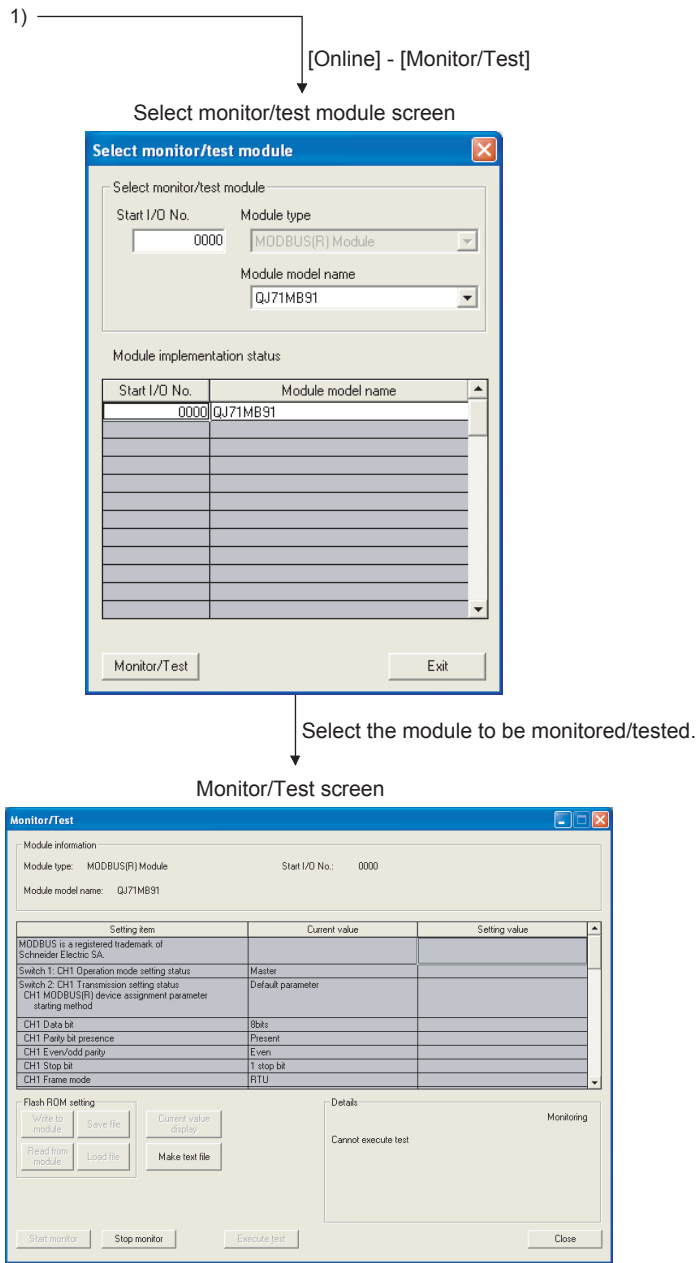 1)
[Online] - [Monitor/Test]
Select monitor/test module screen
Select monitor/test module
Select monitor/test module
Start I/O No. Module type
0000 MODBUS(R) Module
Module model name
QJ71MB91
Module implementation status
Start I/O No. Module model name
0000 QJ71MB91
Monitor/Test Exit
Select the module to be monitored/tested.
Monitor/Test screen
Monitor/Test
Module information
Module type: MODBUS(R) Module Start I/O No.: 0000
Module model name: QJ71MB91
Setting item Current value Setting value
MODBUS is a registered trademark of
Schneider Electric SA.
Switch 1: CH1 Operation mode setting status Master
Switch 2: CH1 Transmission setting status Default parameter
CH1 MODBUS(R) device assignment parameter
starting method
CH1 Data bit 8bits
CH1 Parity bit presence Present
CH1 Even/odd parity Even
CH1 Stop bit 1 stop bit
CH1 Frame mode RTU
Flash ROM setting Details
Write to module Save file Current value display Monitoring
Cannot execute test
Read from module Load file Make text file
Start monitor Stop monitor Execute test Close